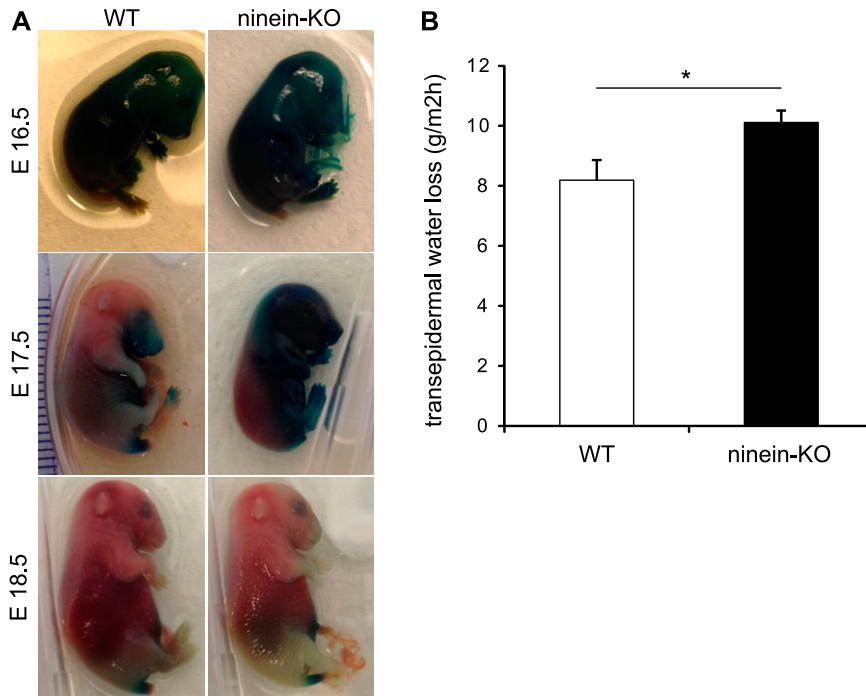 A
WT
ninein-KO
E 16.5
E 17.5
E 18.5
B
transepidermal water loss (g/m2h)
12
10
8
6
4
2
0
*
WT
ninein-KO